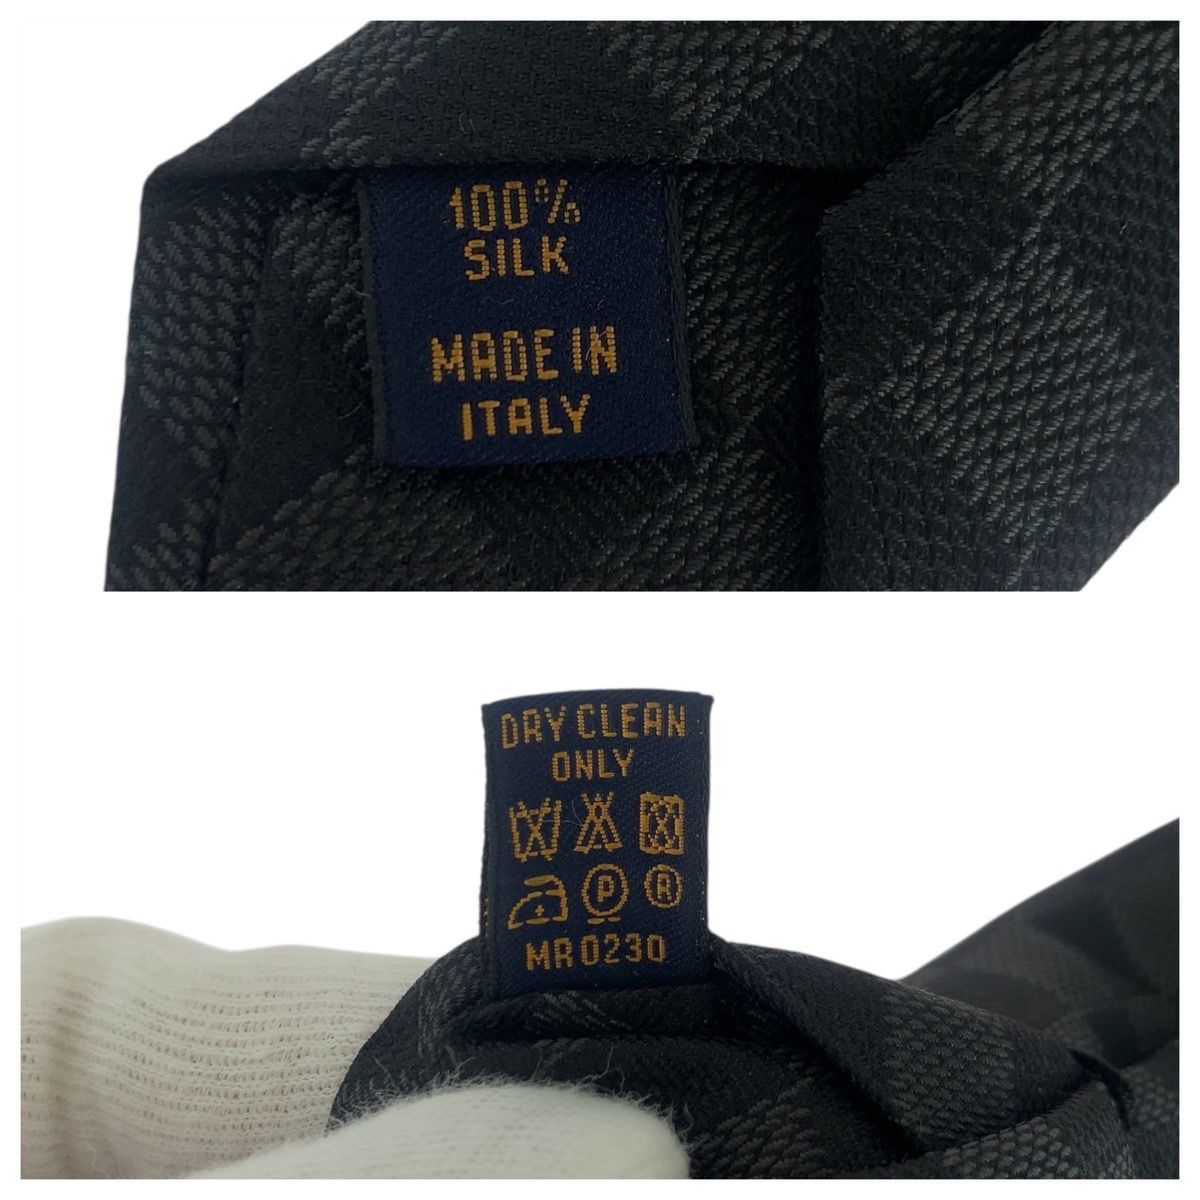 100%
SILK
MADE IN
ITALY
DRY CLEAN
ONLY
P R
MR0230